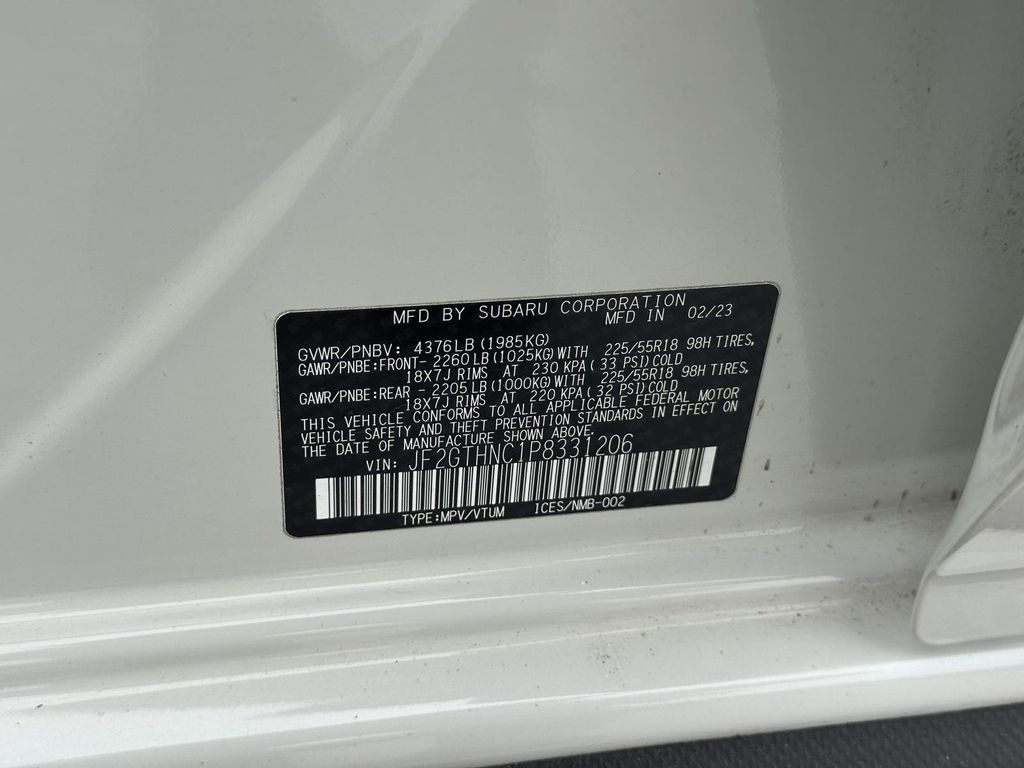 MFD BY SUBARU CORPORATION
MFD IN 02/23
GVWR/PNBV: 4376LB(1985KG)
GAWR/PNBE:FRONT- 2260LB(1025KG)WITH 225/55R18 98H TIRES,
18X7J RIMS AT 230 KPA(33 PSI)COLD
GAWR/PNBE:REAR - 2205LB(1000KG)WITH 225/55R18 98H TIRES,
18X7J RIMS AT 220 KPA(32 PSI)COLD
THIS VEHICLE CONFORMS TO ALL APPLICABLE FEDERAL MOTOR
VEHICLE SAFETY AND THEFT PREVENTION STANDARDS IN EFFECT ON
THE DATE OF MANUFACTURE SHOWN ABOVE.
VIN: JF2GTHNC1P8331206
TYPE:MPV/VTUM ICES/NMB-002